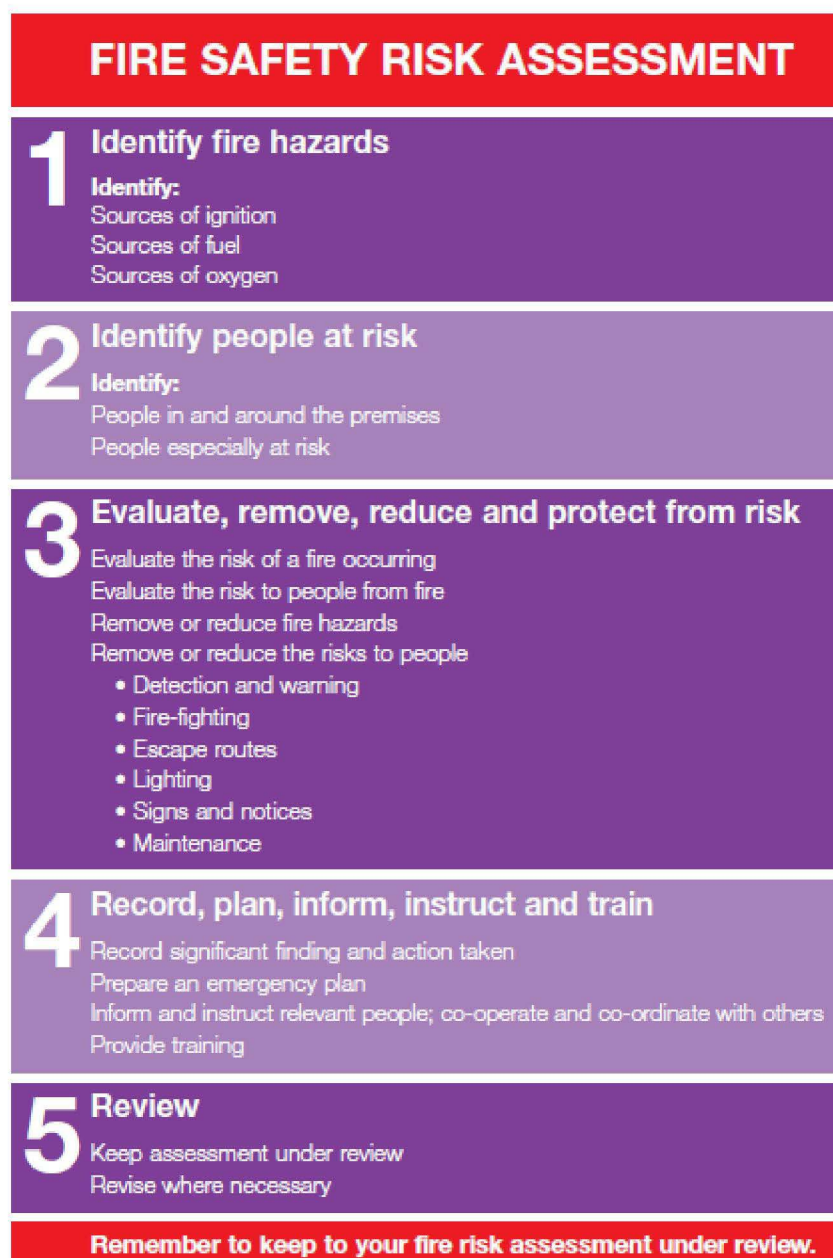 FIRE SAFETY RISK ASSESSMENT
1
Identify fire hazards
Identify:
Sources of ignition
Sources of fuel
Sources of oxygen
2
Identify people at risk
Identify:
People in and around the premises
People especially at risk
3
Evaluate, remove, reduce and protect from risk
Evaluate the risk of a fire occurring
Evaluate the risk to people from fire
Remove or reduce fire hazards
Remove or reduce the risks to people
• Detection and warning
• Fire-fighting
• Escape routes
• Lighting
• Signs and notices
• Maintenance
4
Record, plan, inform, instruct and train
Record significant finding and action taken
Prepare an emergency plan
Inform and instruct relevant people; co-operate and co-ordinate with others
Provide training
5
Review
Keep assessment under review
Revise where necessary
Remember to keep to your fire risk assessment under review.